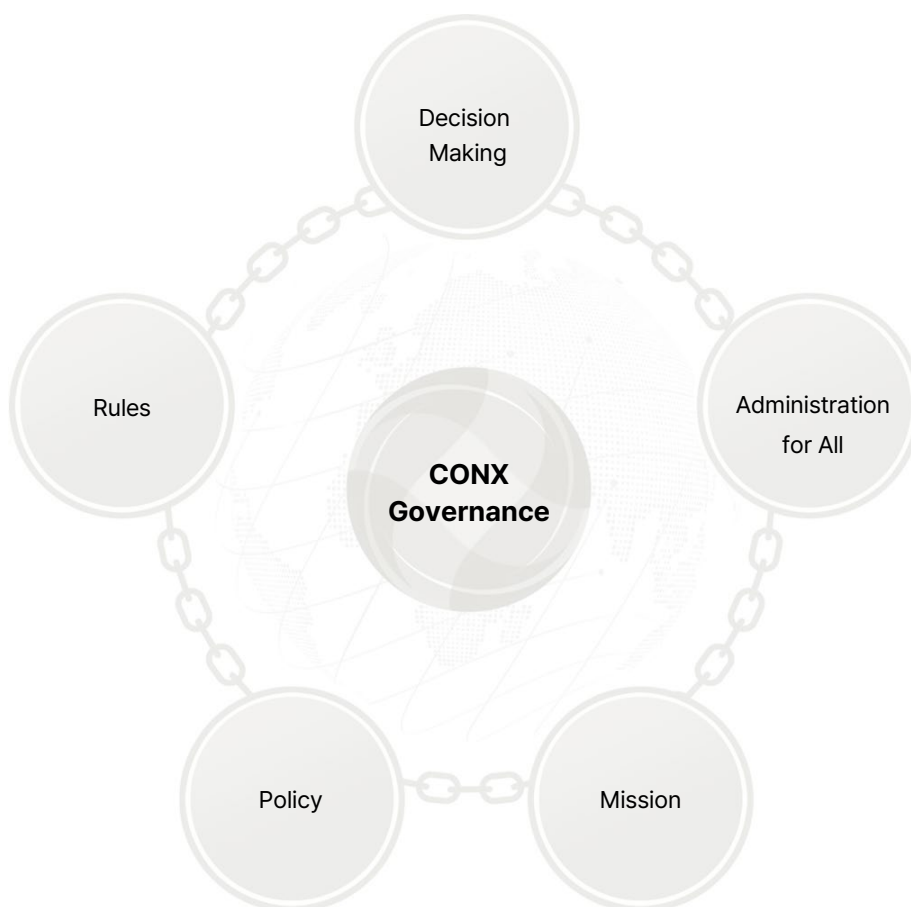 Decision
Making
Rules
Administration
for All
CONX
Governance
Policy
Mission